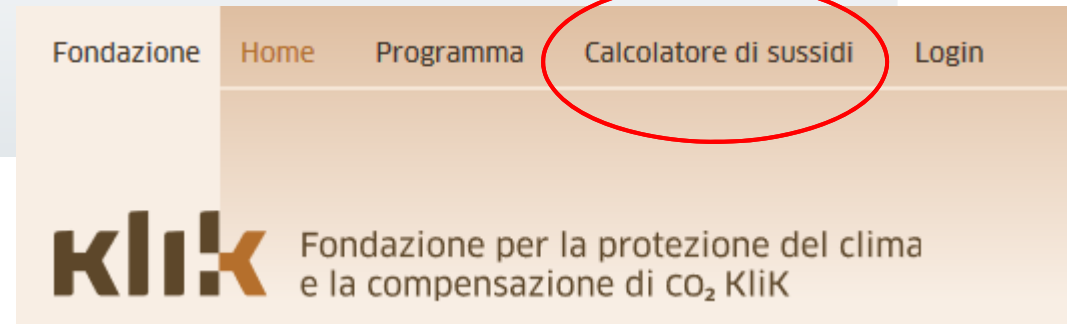 Fondazione Home Programma Calcolatore di sussidi Login
KliK Fondazione per la protezione del clima
e la compensazione di CO₂ KliK